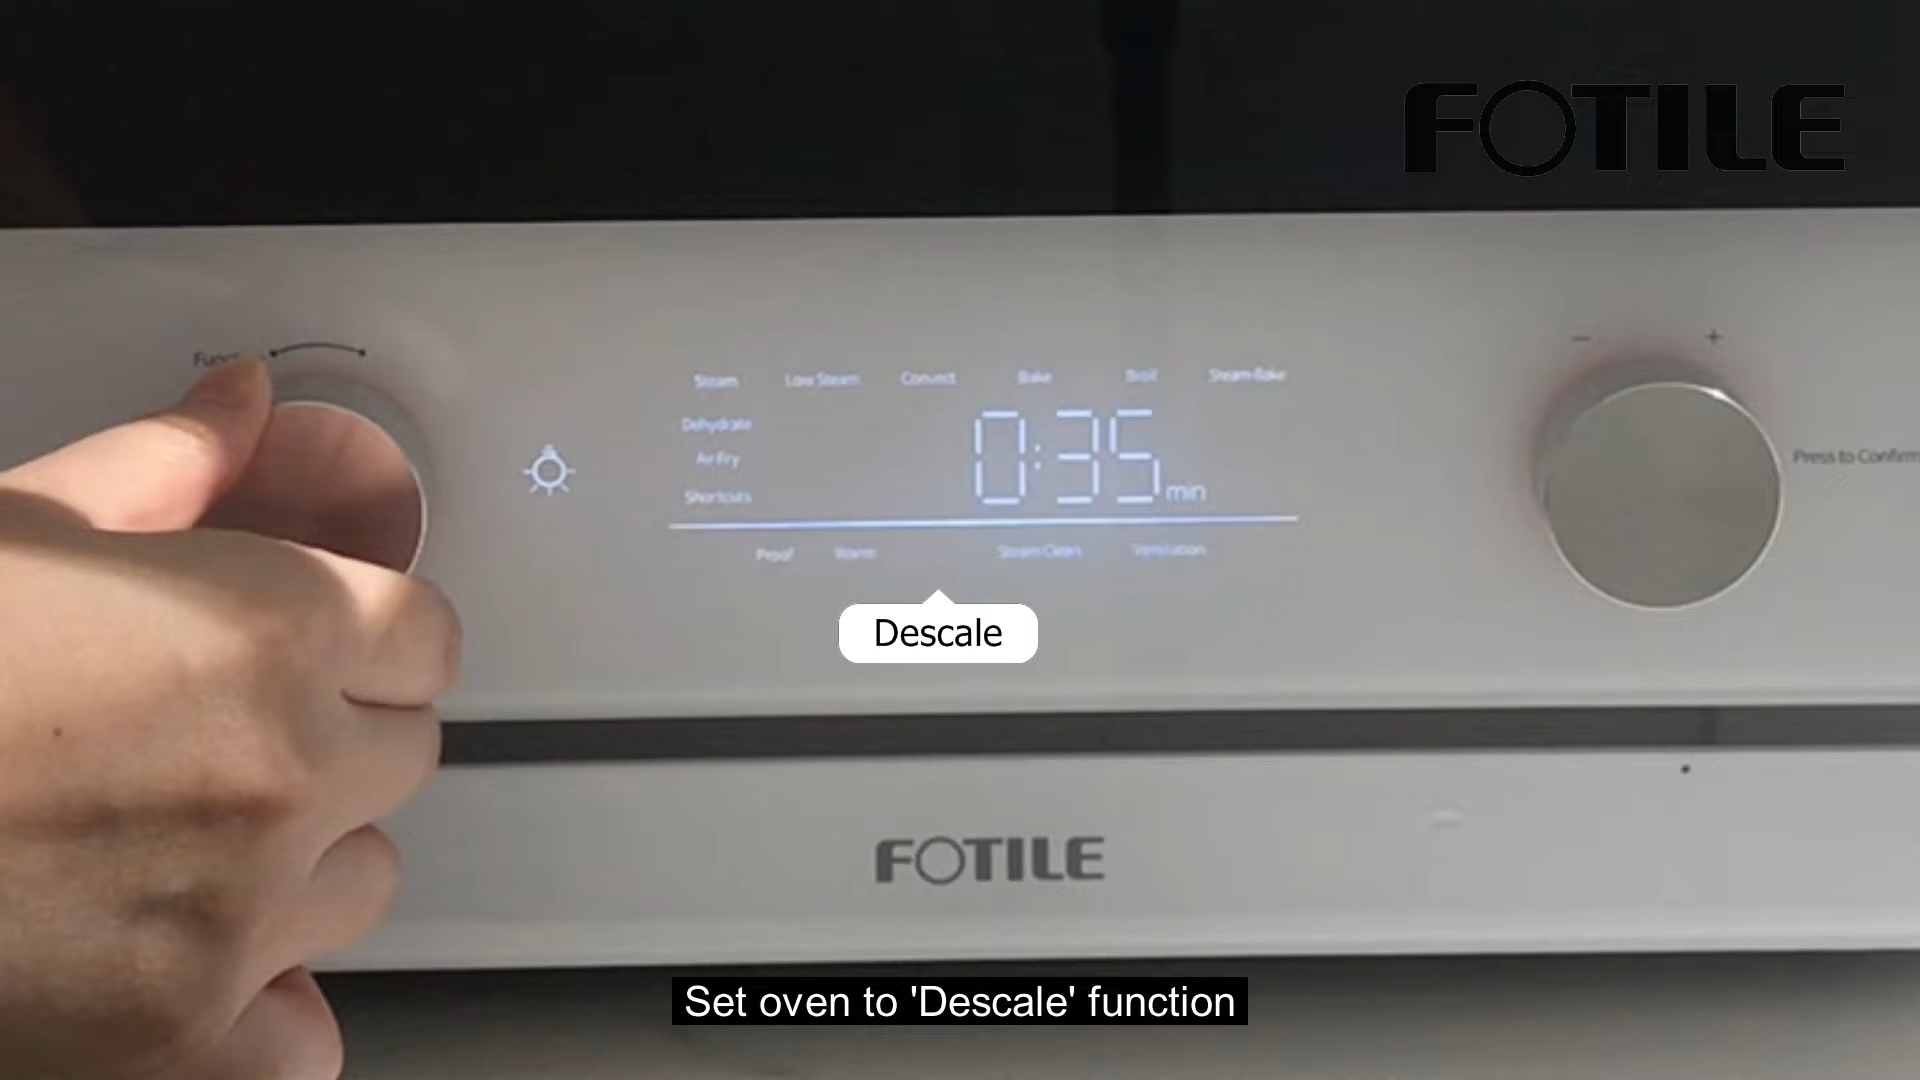 FOTILE
Func
- +
Steam Low Steam Convect Bake Broil Steam-Bake
Dehydrate
Air Fry
Shortcuts
0:35 min
Press to Confirm
Proof Warm Steam Clean Ventilation
Descale
FOTILE
Set oven to 'Descale' function